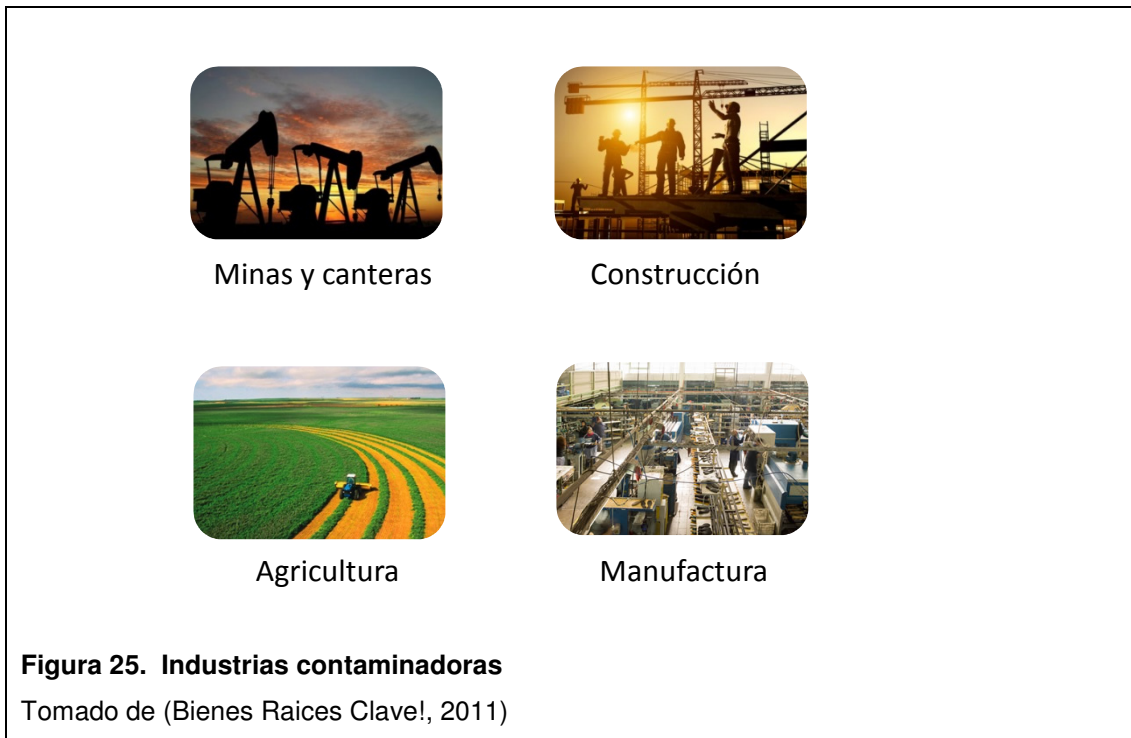 Minas y canteras
Construcción
Agricultura
Manufactura
Figura 25. Industrias contaminadoras
Tomado de (Bienes Raices Clave!, 2011)